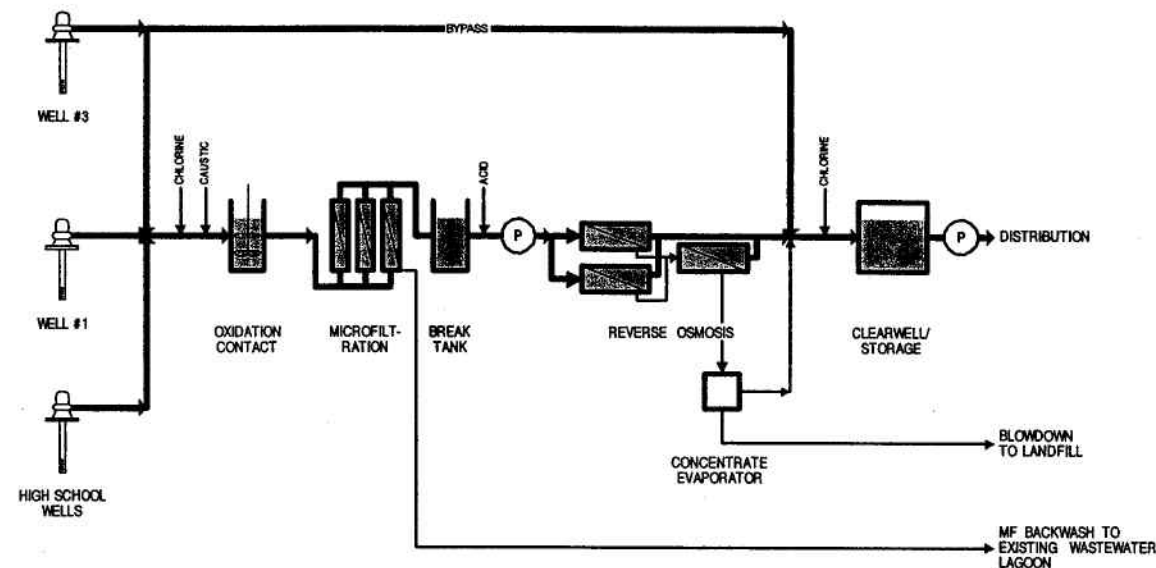 BYPASS
WELL #3
CHLORINE
CAUSTIC
ACID
CHLORINE
P
P
DISTRIBUTION
WELL #1
OXIDATION
CONTACT
MICROFILT-
RATION
BREAK
TANK
REVERSE OSMOSIS
CLEARWELL/
STORAGE
HIGH SCHOOL
WELLS
CONCENTRATE
EVAPORATOR
BLOWDOWN
TO LANDFILL
MF BACKWASH TO
EXISTING WASTEWATER
LAGOON